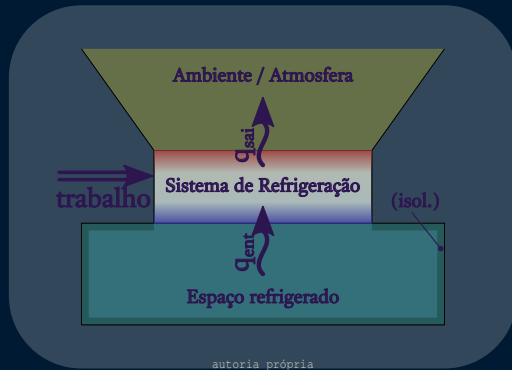 Ambiente / Atmosfera
qsai
Sistema de Refrigeração
trabalho
(isol.)
qent
Espaço refrigerado
autoria própria